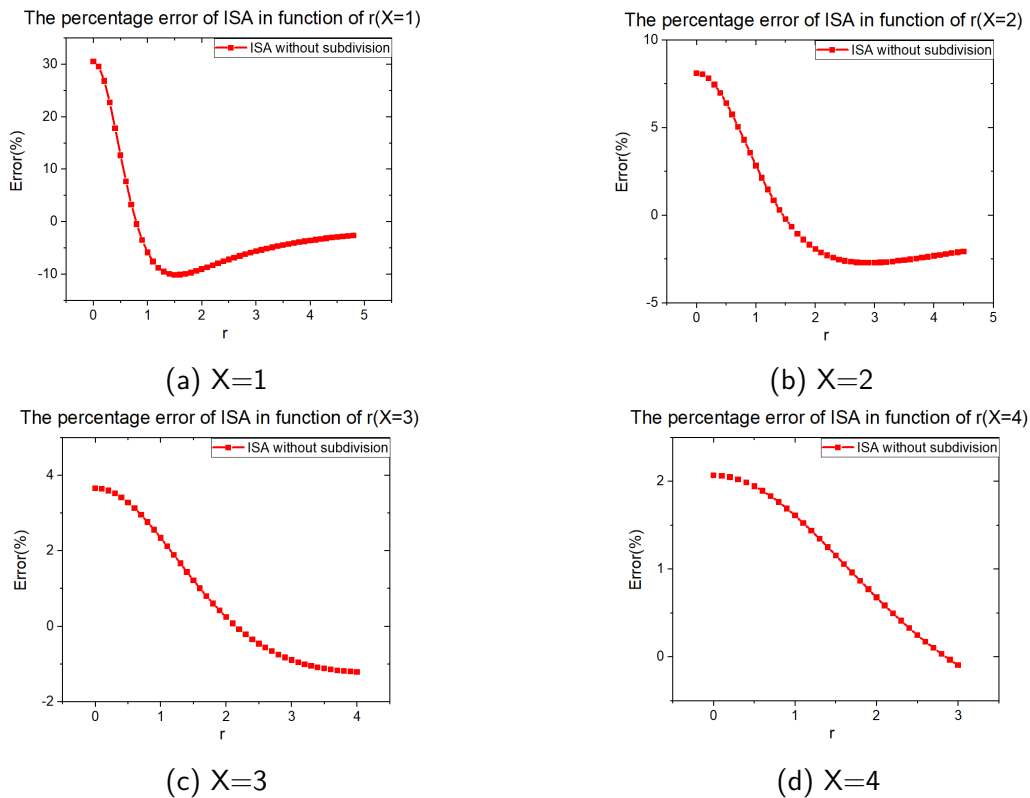 The percentage error of ISA in function of r(X=1)
ISA without subdivision
30
20
10
0
-10
Error(%)
0 1 2 3 4 5
r
(a) X=1
The percentage error of ISA in function of r(X=2)
ISA without subdivision
10
5
0
-5
Error(%)
0 1 2 3 4 5
r
(b) X=2
The percentage error of ISA in function of r(X=3)
ISA without subdivision
4
2
0
-2
Error(%)
0 1 2 3 4
r
(c) X=3
The percentage error of ISA in function of r(X=4)
ISA without subdivision
2
1
0
Error(%)
0 1 2 3
r
(d) X=4